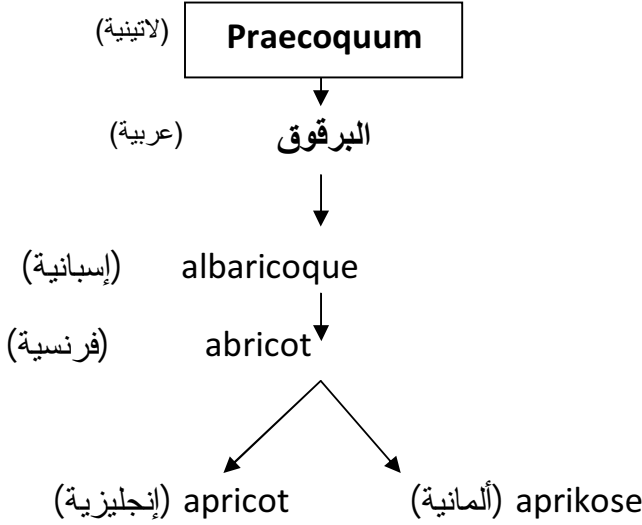 Praecoquum (لاتينية)
البرقوق (عربية)
albaricoque (إسبانية)
abricot (فرنسية)
apricot (إنجليزية) aprikose (ألمانية)